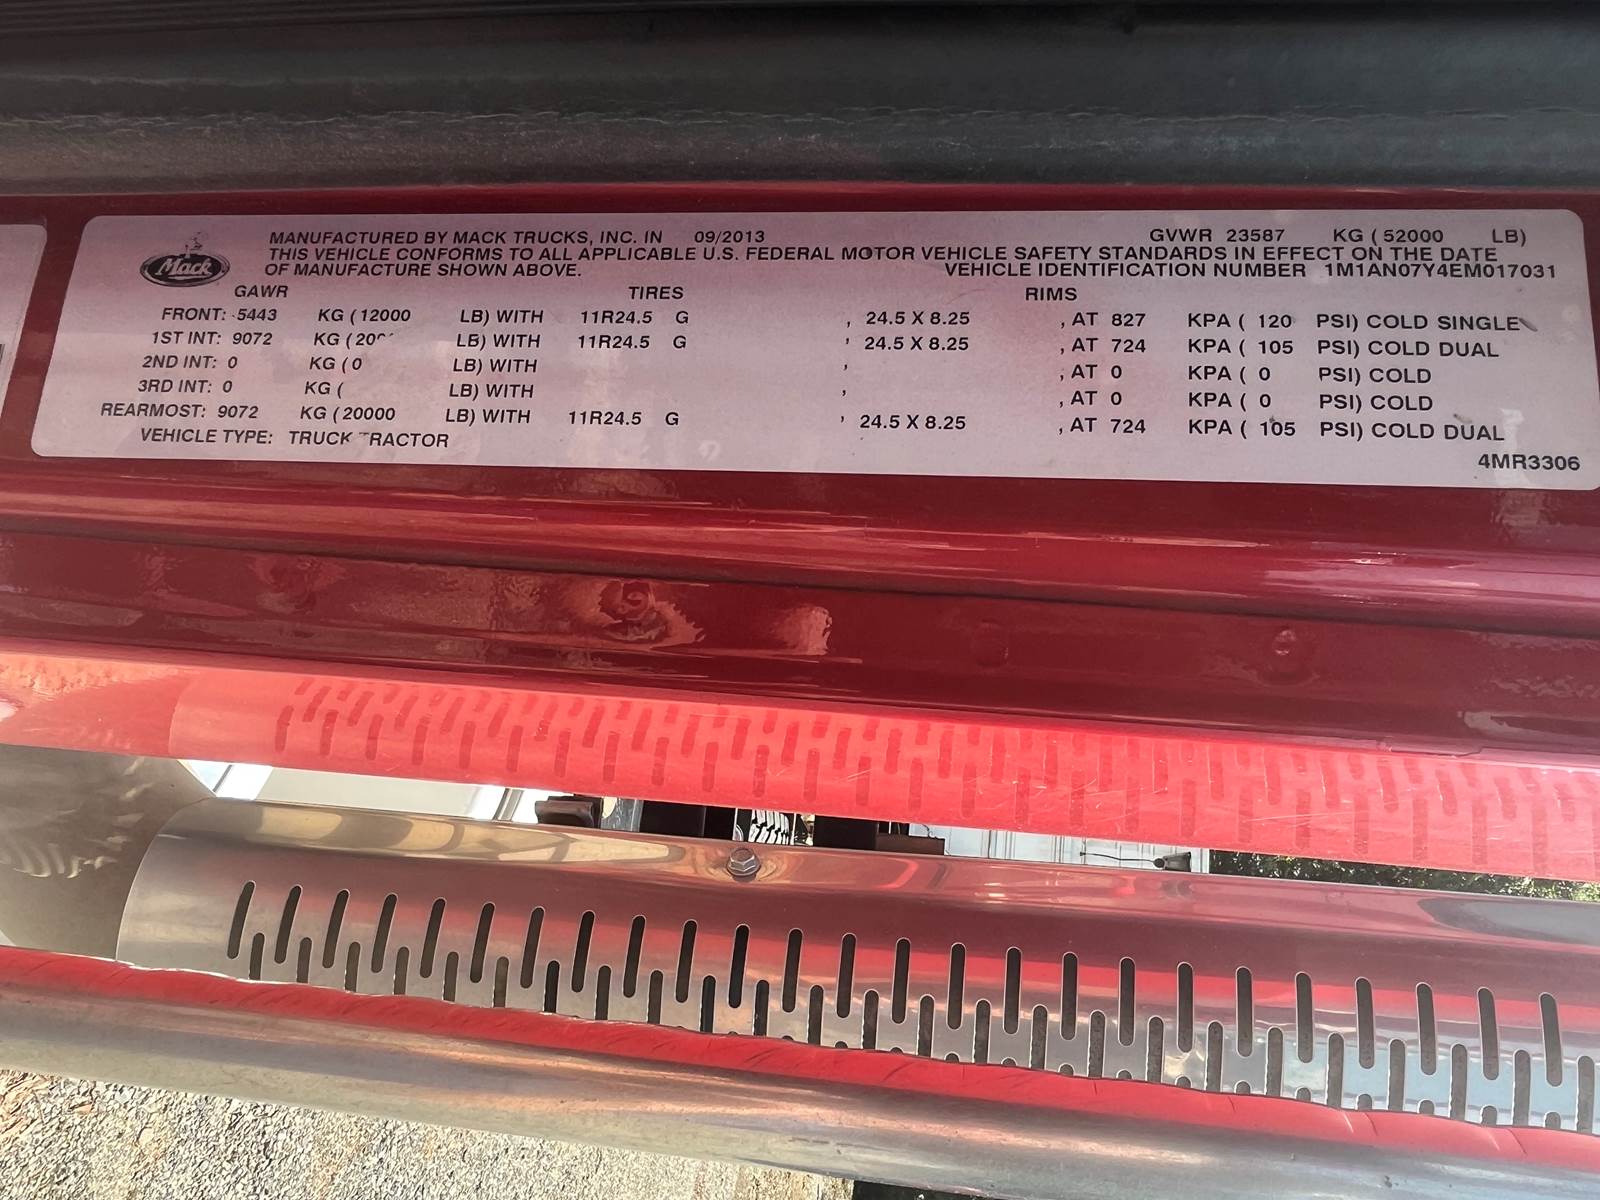 Mack
MANUFACTURED BY MACK TRUCKS, INC. IN 09/2013 GVWR 23587 KG ( 52000 LB)
THIS VEHICLE CONFORMS TO ALL APPLICABLE U.S. FEDERAL MOTOR VEHICLE SAFETY STANDARDS IN EFFECT ON THE DATE
OF MANUFACTURE SHOWN ABOVE. VEHICLE IDENTIFICATION NUMBER 1M1AN07Y4EM017031
GAWR TIRES RIMS
FRONT: 5443 KG ( 12000 LB) WITH 11R24.5 G , 24.5 X 8.25 , AT 827 KPA ( 120 PSI) COLD SINGLE
1ST INT: 9072 KG ( LB) WITH 11R24.5 G , 24.5 X 8.25 , AT 724 KPA ( 105 PSI) COLD DUAL
2ND INT: 0 KG ( 0 LB) WITH , , AT 0 KPA ( 0 PSI) COLD
3RD INT: 0 KG ( LB) WITH , , AT 0 KPA ( 0 PSI) COLD
REARMOST: 9072 KG ( 20000 LB) WITH 11R24.5 G , 24.5 X 8.25 , AT 724 KPA ( 105 PSI) COLD DUAL
VEHICLE TYPE: TRUCK TRACTOR
4MR3306